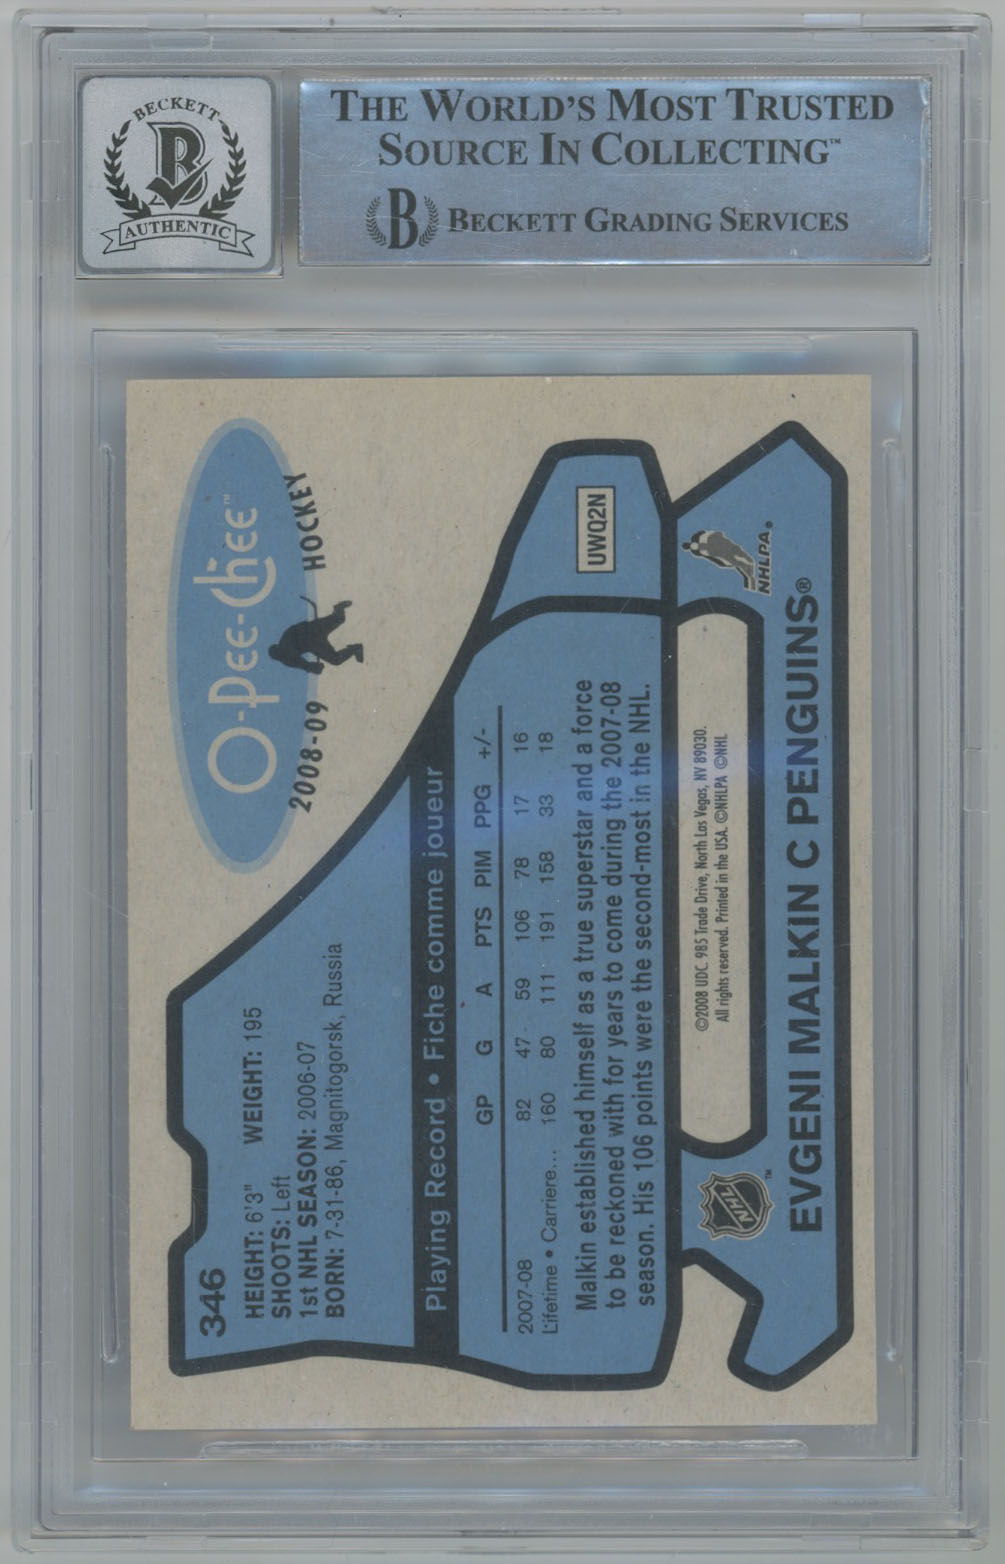 BECKETT
B
AUTHENTIC
THE WORLD'S MOST TRUSTED
SOURCE IN COLLECTING™
B BECKETT GRADING SERVICES
346
HEIGHT: 6'3" WEIGHT: 195
SHOOTS: Left
1st NHL SEASON: 2006-07
BORN: 7-31-86, Magnitogorsk, Russia
O-Pee-Chee™
2008-09 HOCKEY
Playing Record • Fiche comme joueur
GP G A PTS PIM PPG +/-
2007-08 82 47 59 106 78 17 16
Lifetime • Carriere... 160 80 111 191 158 33 18
Malkin established himself as a true superstar and a force
to be reckoned with for years to come during the 2007-08
season. His 106 points were the second-most in the NHL.
UWQ2N
NHL™
©2008 UDC. 985 Trade Drive, North Las Vegas, NV 89030.
All rights reserved. Printed in the USA. ©NHLPA ©NHL
NHLPA®
EVGENI MALKIN C PENGUINS®